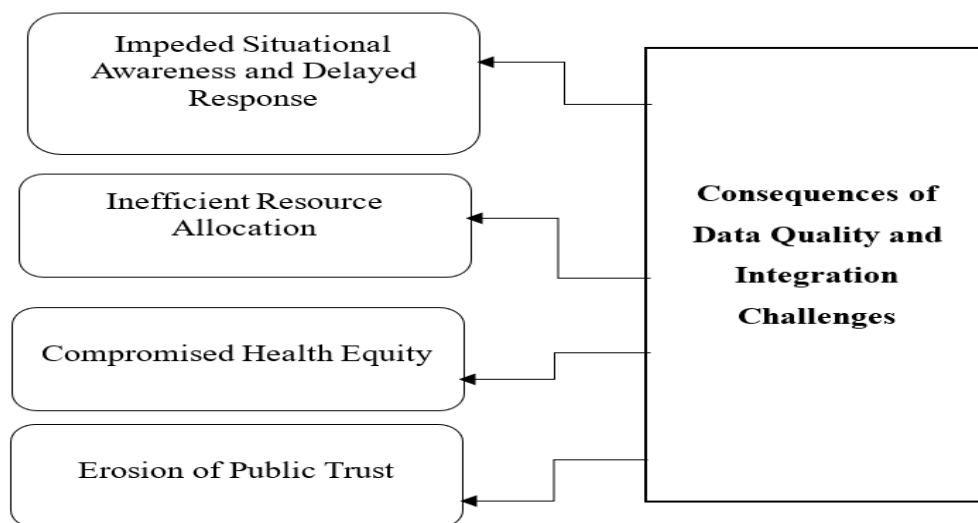 Impeded Situational
Awareness and Delayed
Response
Inefficient Resource
Allocation
Compromised Health Equity
Erosion of Public Trust
Consequences of
Data Quality and
Integration
Challenges